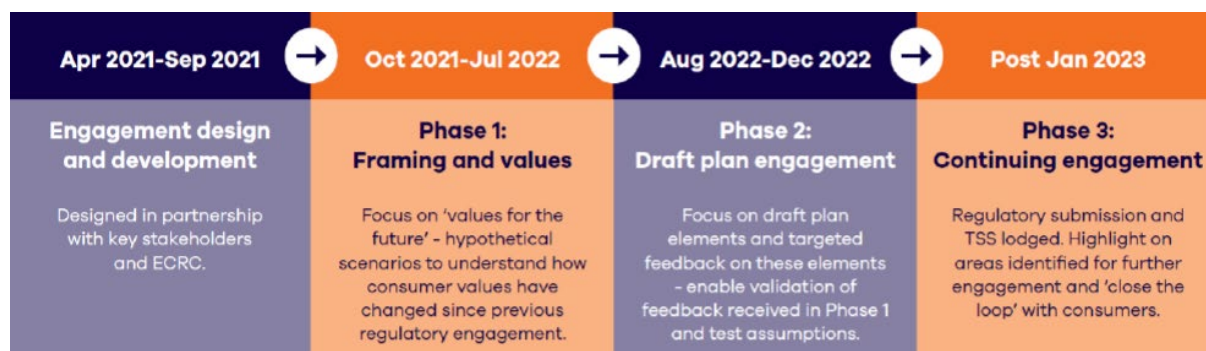 Apr 2021-Sep 2021
Oct 2021-Jul 2022
Aug 2022-Dec 2022
Post Jan 2023
Engagement design
and development
Designed in partnership
with key stakeholders
and ECRC.
Phase 1:
Framing and values
Focus on ‘values for the
future’ - hypothetical
scenarios to understand how
consumer values have
changed since previous
regulatory engagement.
Phase 2:
Draft plan engagement
Focus on draft plan
elements and targeted
feedback on these elements
- enable validation of
feedback received in Phase 1
and test assumptions.
Phase 3:
Continuing engagement
Regulatory submission and
TSS lodged. Highlight on
areas identified for further
engagement and ‘close the
loop’ with consumers.